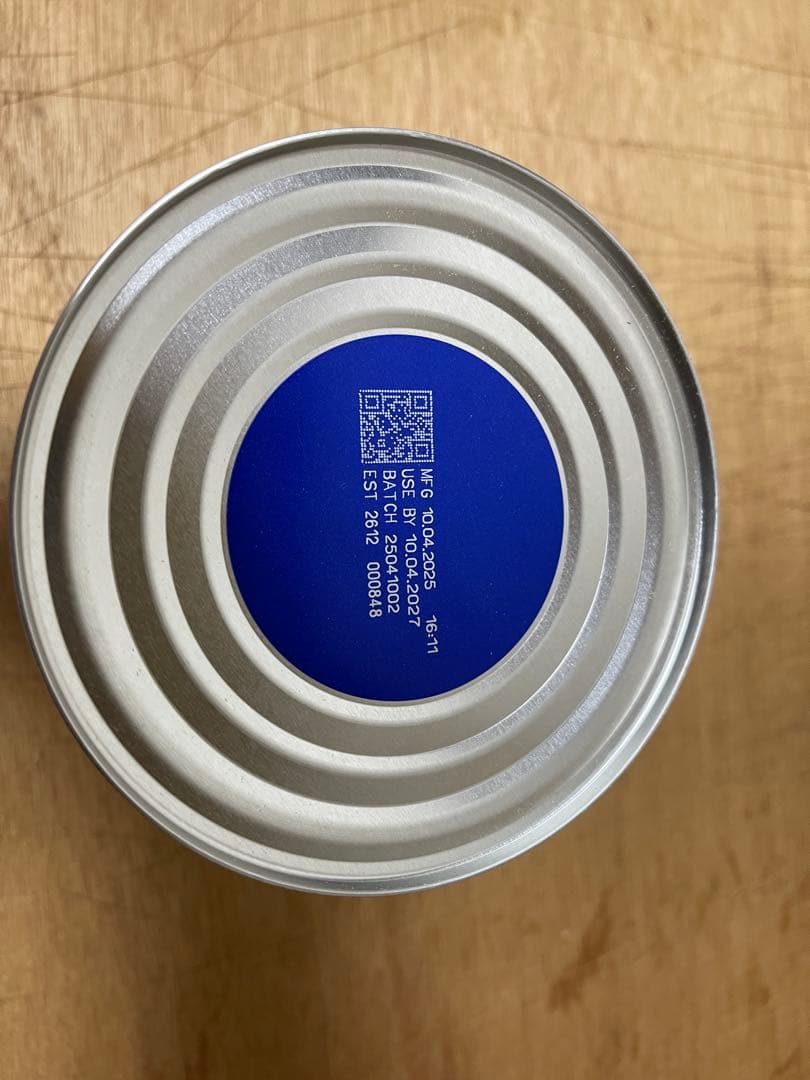 MFG 10.04.2025 16:11
USE BY 10.04.2027
BATCH 25041002
EST 2612 000848